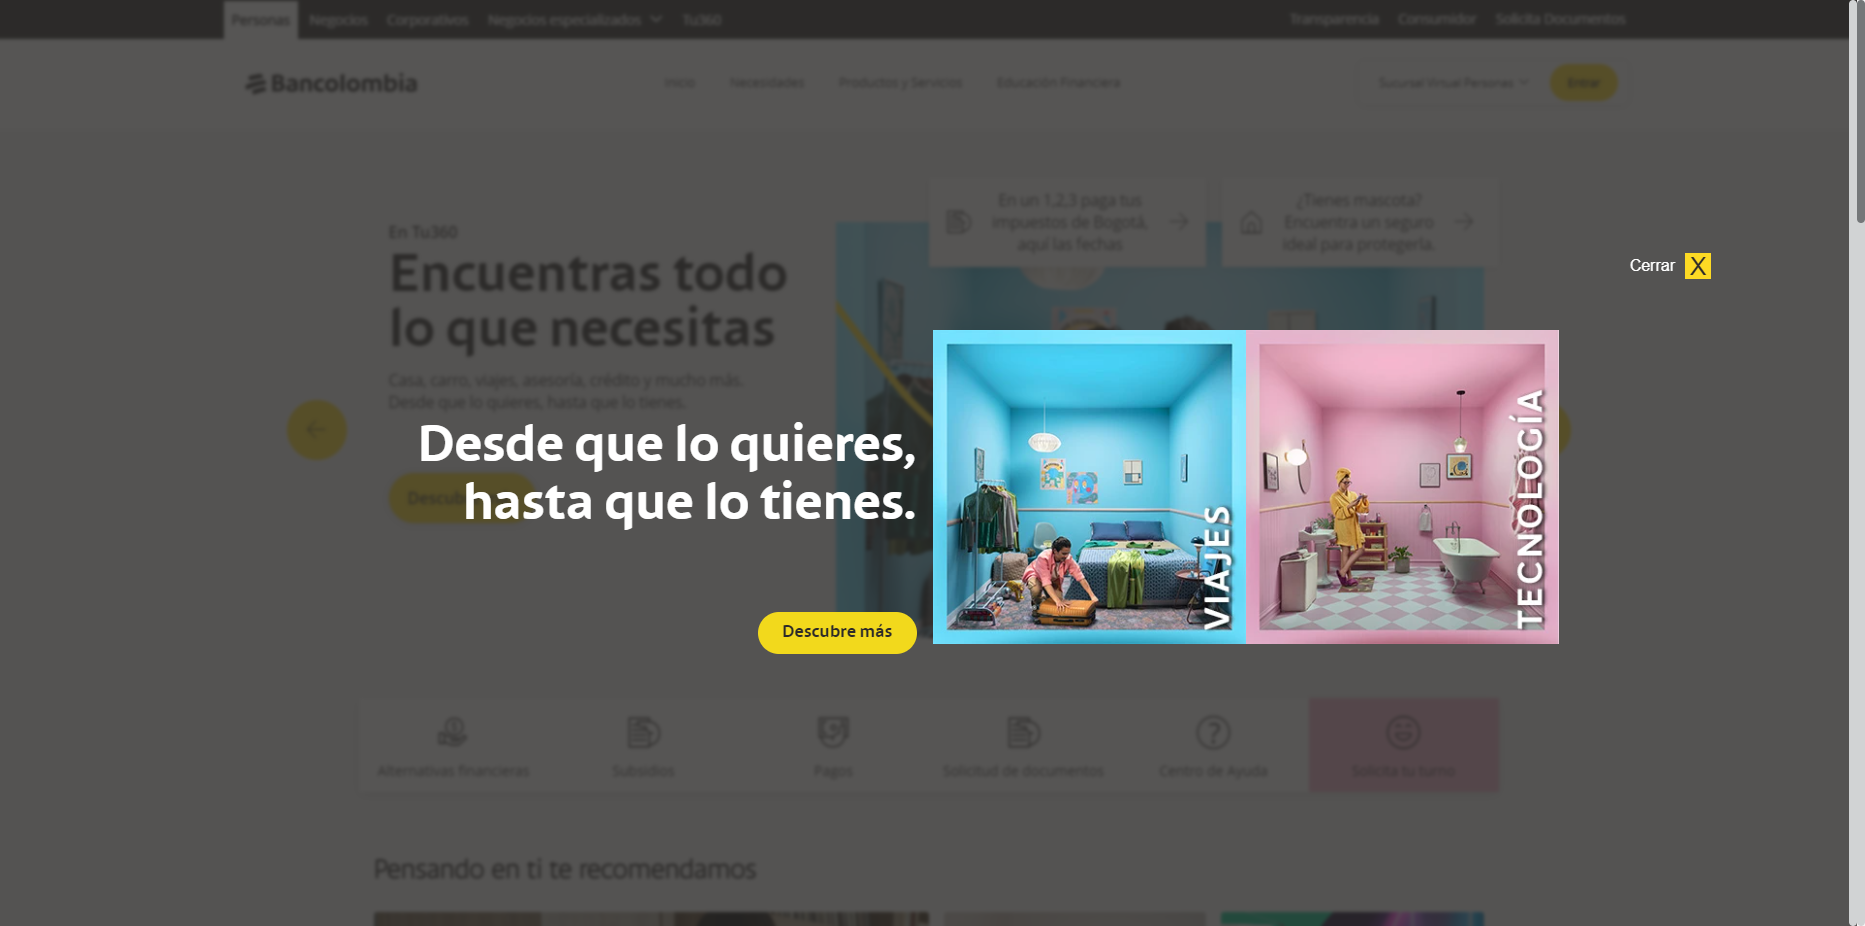 Personas
Negocios
Corporativos
Negocios especializados
Tu360
Transparencia
Consumidor
Solicita Documentos
Bancolombia
Inicio
Necesidades
Productos y Servicios
Educación Financiera
Sucursal Virtual Personas
Entrar
En un 1,2,3 paga tus
impuestos de Bogotá,
aquí las fechas
¿Tienes mascota?
Encuentra un seguro
ideal para protegerla.
En Tu360
Encuentras todo
lo que necesitas
Casa, carro, viajes, asesoría, crédito y mucho más.
Desde que lo quieres, hasta que lo tienes.
Cerrar X
Desde que lo quieres,
hasta que lo tienes.
Descubre más
VIAJES
TECNOLOGÍA
Alternativas financieras
Subsidios
Pagos
Solicitud de documentos
Centro de Ayuda
Solicita tu turno
Pensando en ti te recomendamos